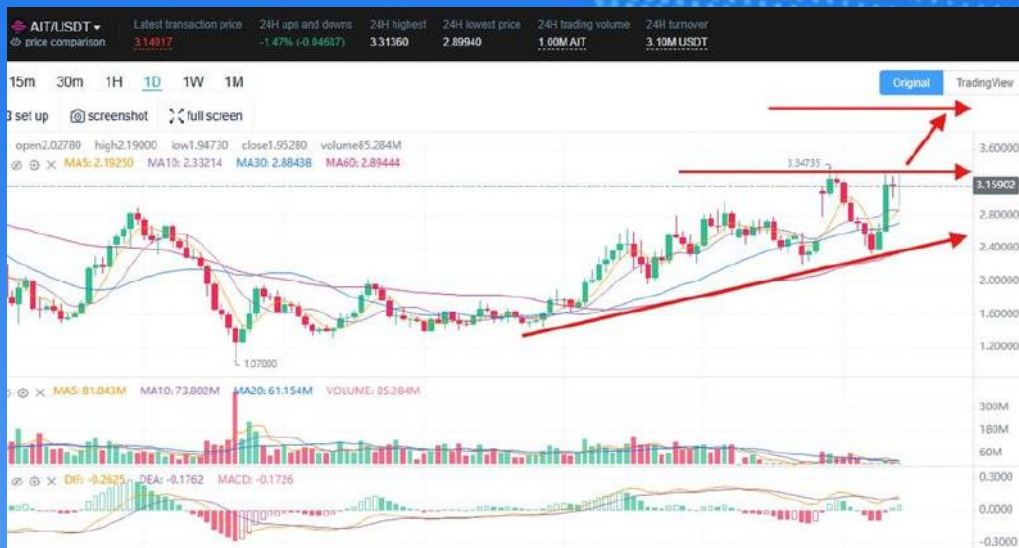 AIT/USDT
price comparison
Latest transaction price
3.14017
24H ups and downs
-1.47% (-0.04687)
24H highest
3.31360
24H lowest price
2.89940
24H trading volume
1.00M AIT
24H turnover
3.10M USDT
15m 30m 1H 1D 1W 1M
Original TradingView
set up screenshot full screen
open2.02780 high2.19000 low1.94730 close1.95280 volume85.284M
MA5: 2.19250 MA10: 2.33214 MA30: 2.88438 MA60: 2.89444
3.60000
3.34735
3.15902
2.80000
2.40000
2.00000
1.60000
1.20000
1.07000
MA5: 81.043M MA10: 73.802M MA20: 61.154M VOLUME: 85.284M
300M
180M
60M
DIF: -0.2625 DEA: -0.1762 MACD: -0.1726
0.3000
0.0000
-0.3000